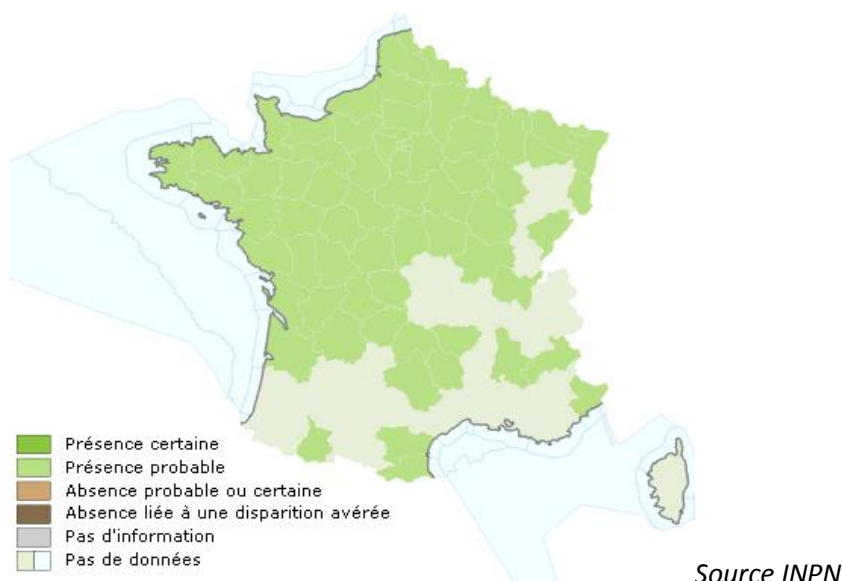 Présence certaine
Présence probable
Absence probable ou certaine
Absence liée à une disparition avérée
Pas d'information
Pas de données
Source INPN